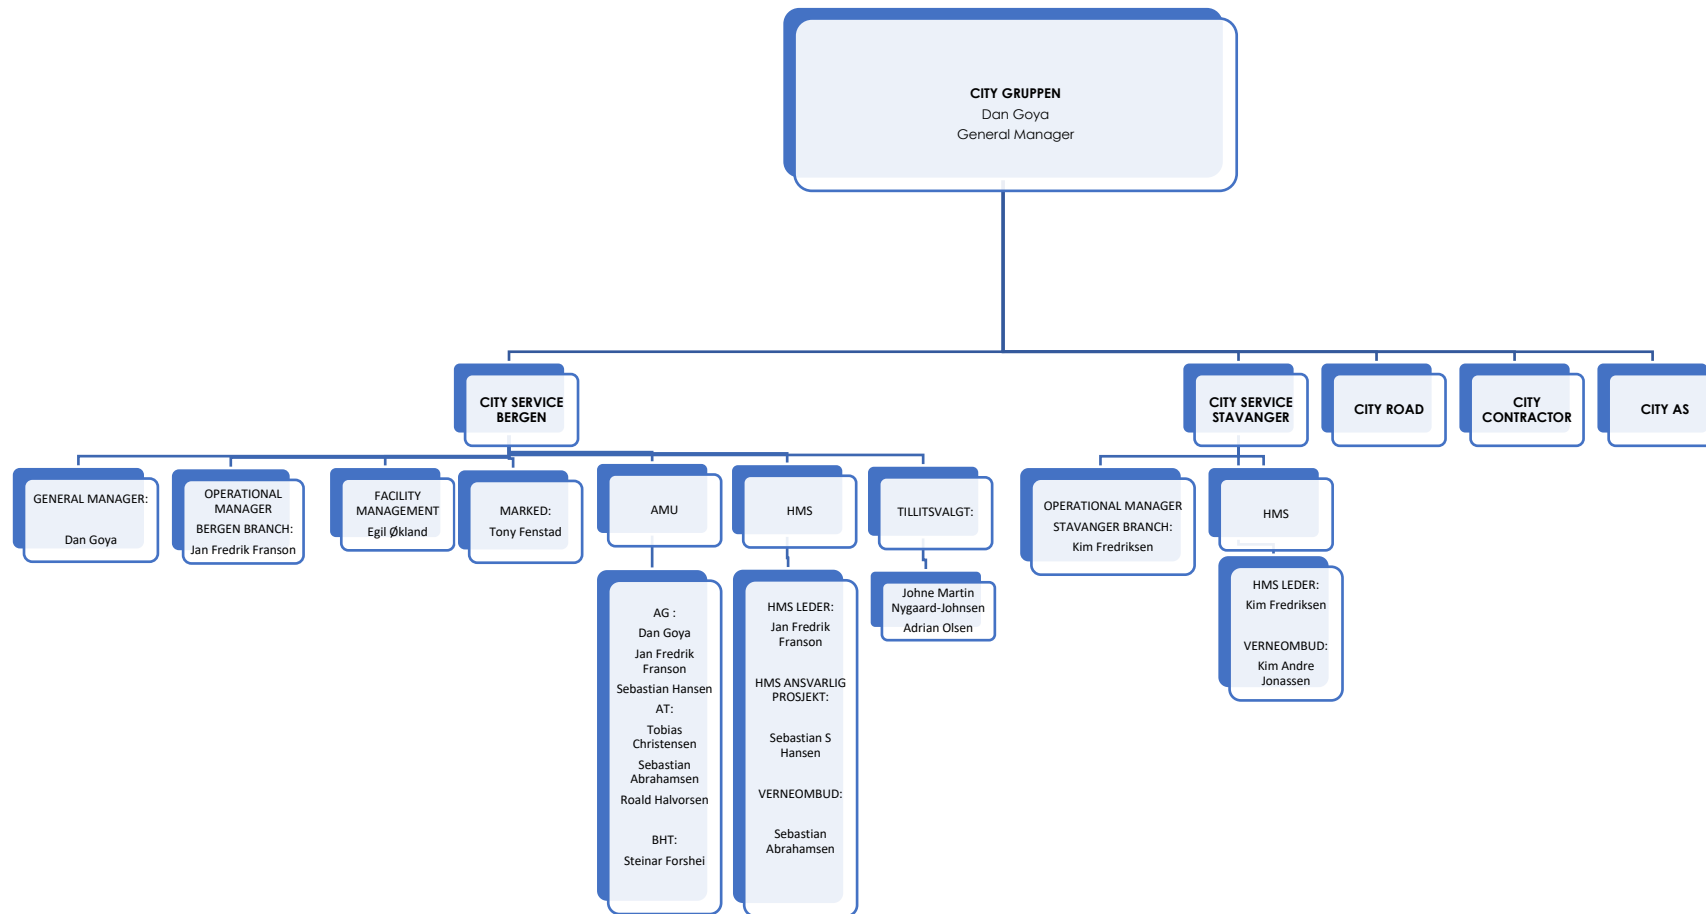 CITY GRUPPEN
Dan Goya
General Manager
CITY SERVICE
BERGEN
CITY SERVICE
STAVANGER
CITY ROAD
CITY
CONTRACTOR
CITY AS
GENERAL MANAGER:
Dan Goya
OPERATIONAL
MANAGER
BERGEN BRANCH:
Jan Fredrik Franson
FACILITY
MANAGEMENT
Egil Økland
MARKED:
Tony Fenstad
AMU
HMS
TILLITSVALGT:
OPERATIONAL MANAGER
STAVANGER BRANCH:
Kim Fredriksen
HMS
AG :
Dan Goya
Jan Fredrik
Franson
Sebastian Hansen
AT:
Tobias
Christensen
Sebastian
Abrahamsen
Roald Halvorsen
BHT:
Steinar Forshei
HMS LEDER:
Jan Fredrik
Franson
HMS ANSVARLIG
PROSJEKT:
Sebastian S
Hansen
VERNEOMBUD:
Sebastian
Abrahamsen
Johne Martin
Nygaard-Johnsen
Adrian Olsen
HMS LEDER:
Kim Fredriksen
VERNEOMBUD:
Kim Andre
Jonassen